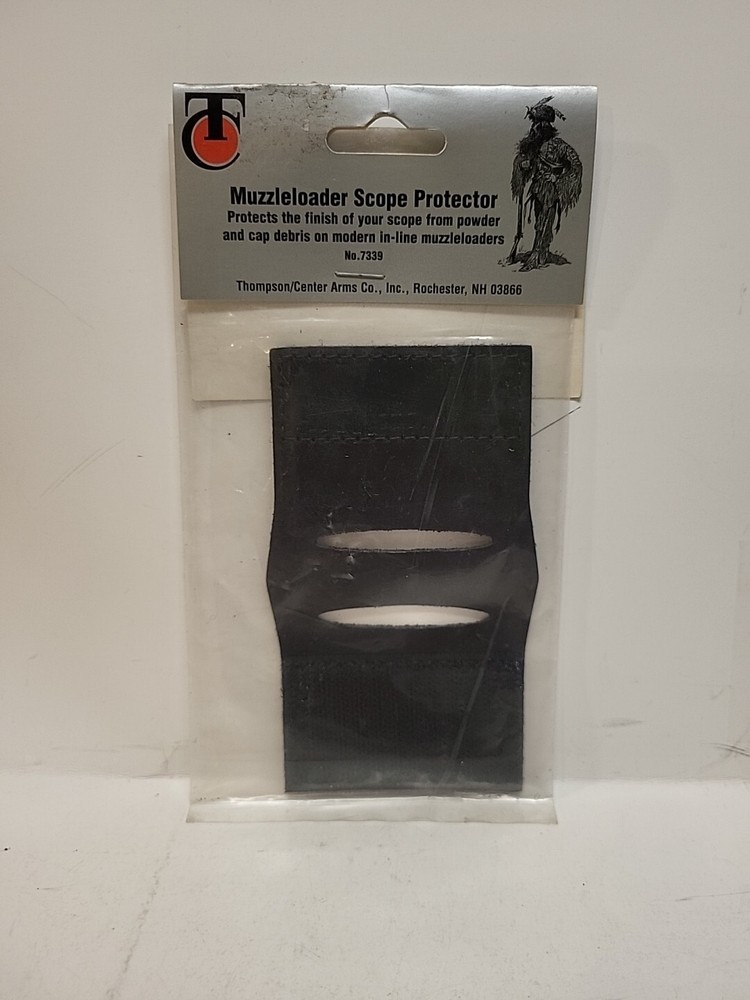 TC
Muzzleloader Scope Protector
Protects the finish of your scope from powder
and cap debris on modern in-line muzzleloaders
No.7339
Thompson/Center Arms Co., Inc., Rochester, NH 03866